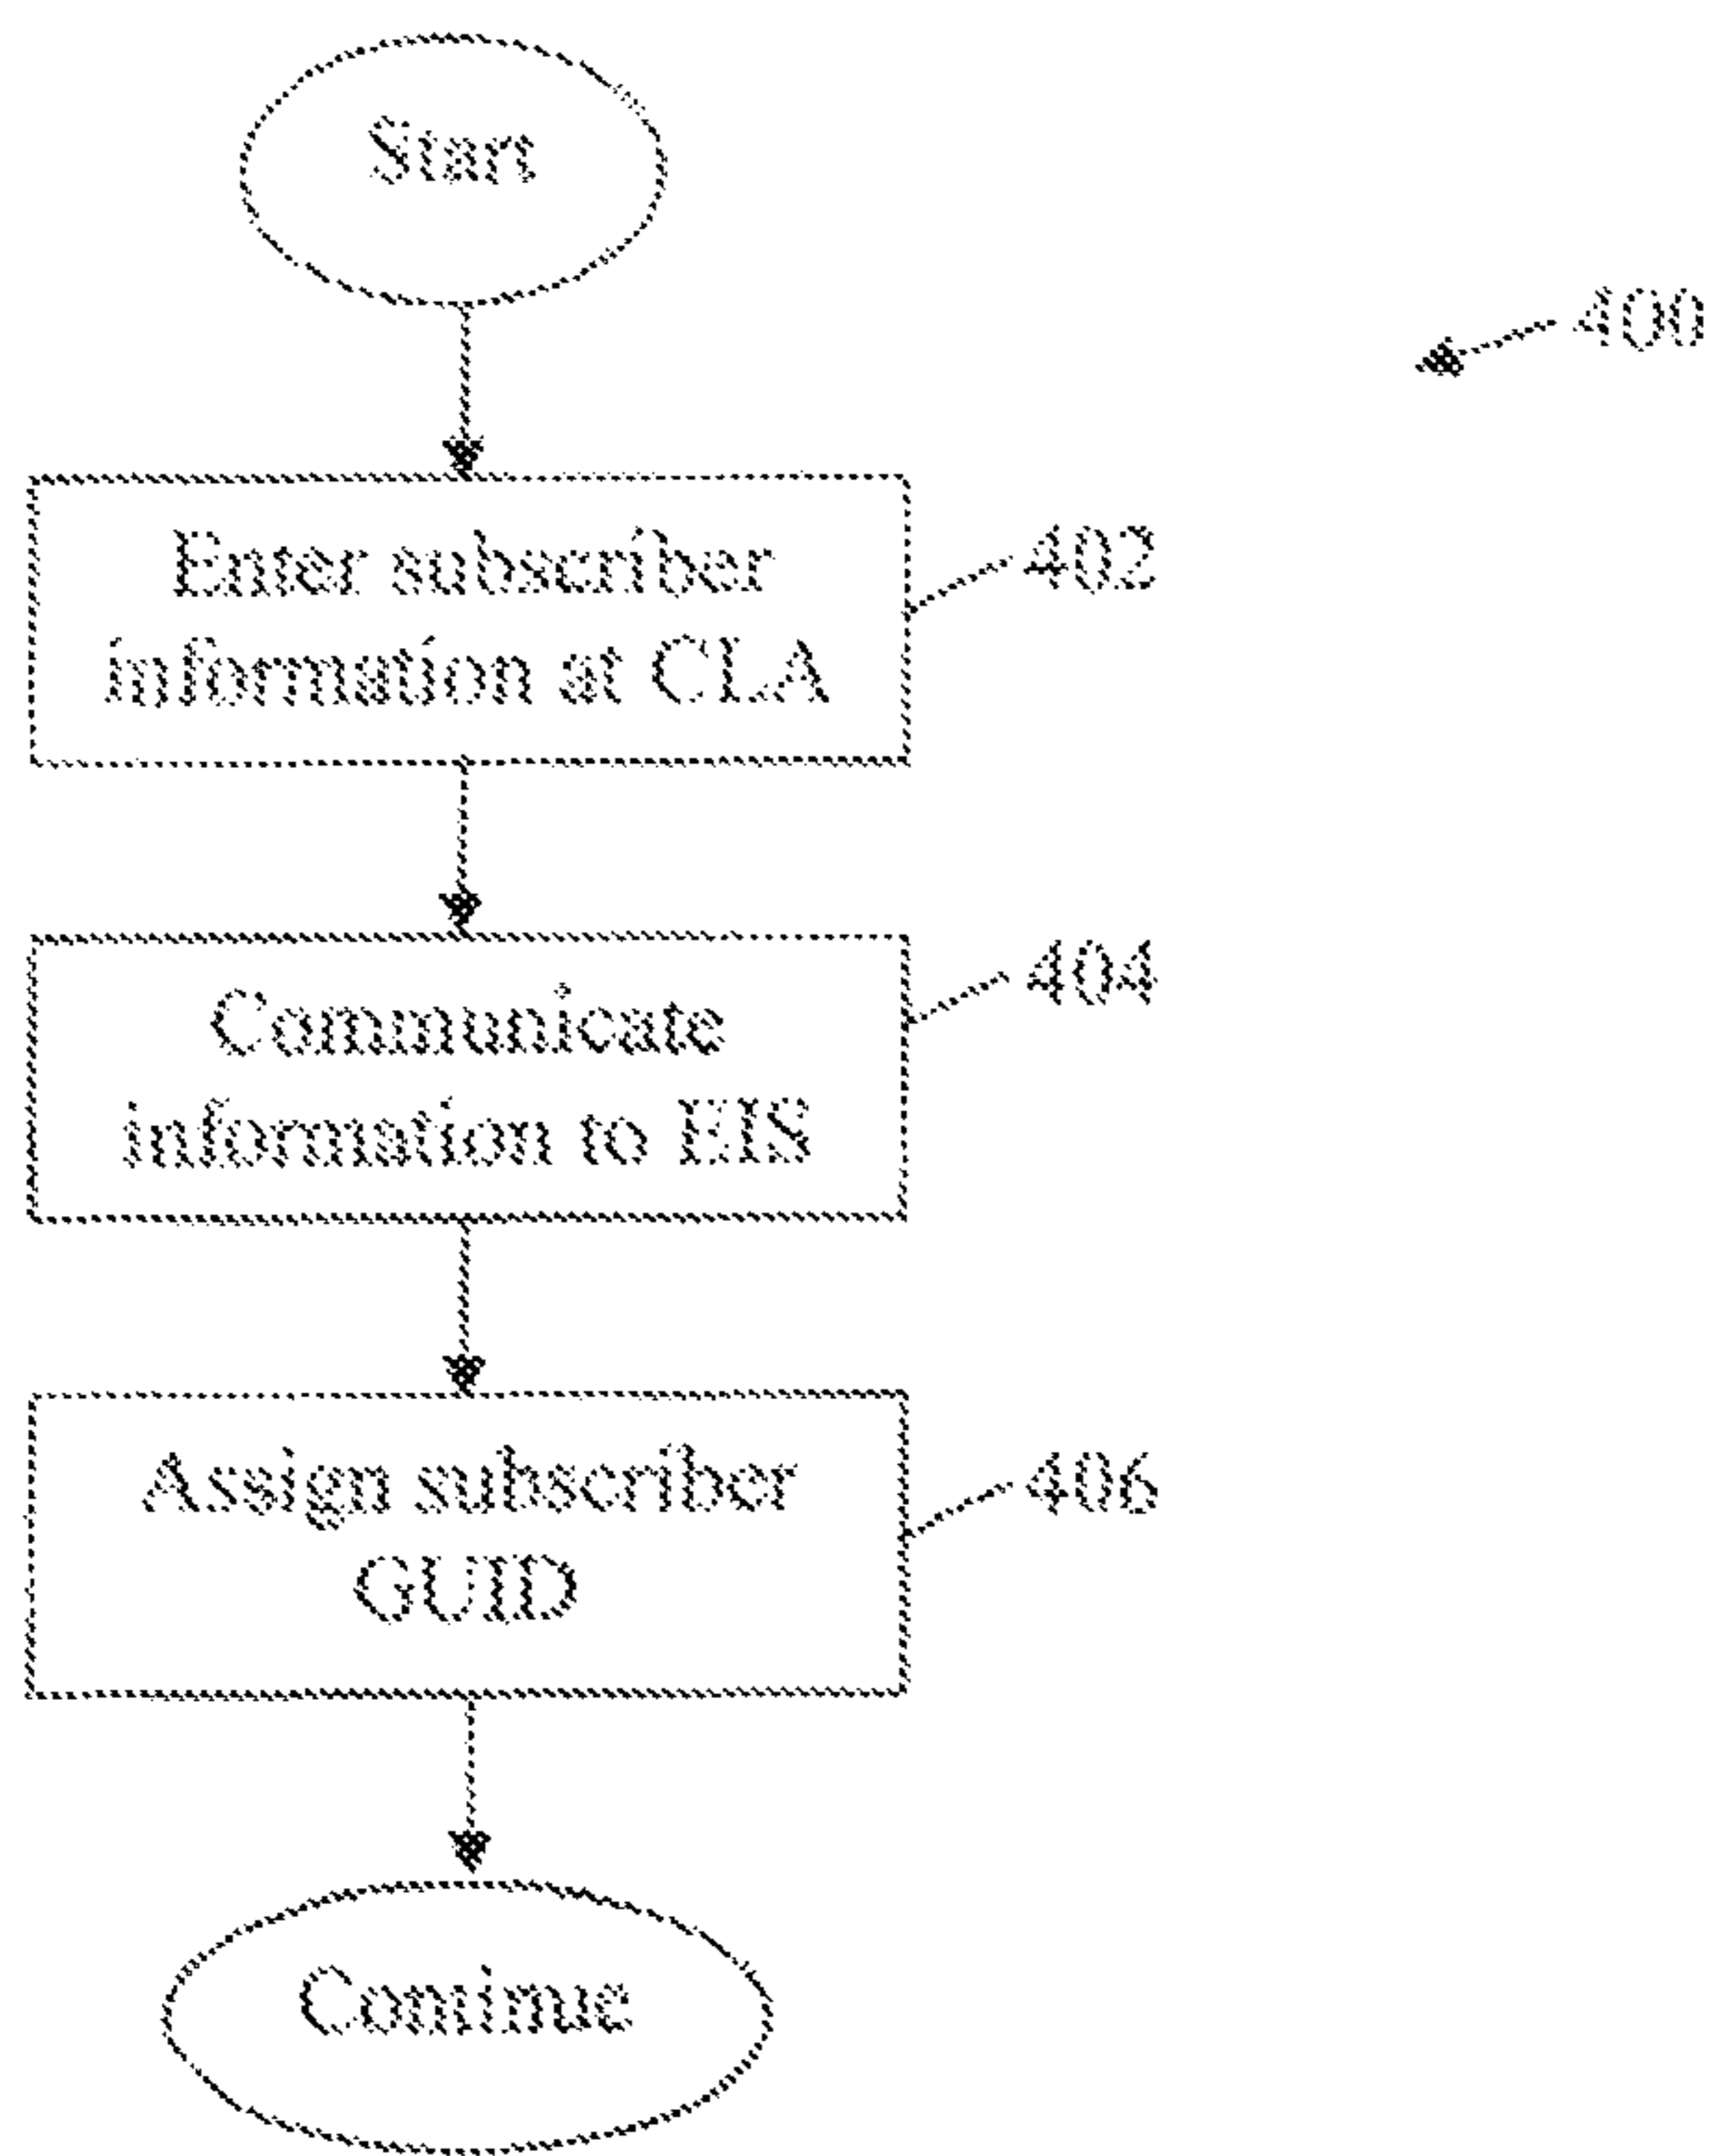 Start
400
Enter subscriber
information at CLA
402
Communicate
information to EIS
404
Assign subscriber
GUID
406
Continue